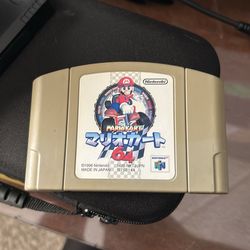 Nintendo
MARIO KART
マリオカート
64
©1996 Nintendo
MADE IN JAPAN